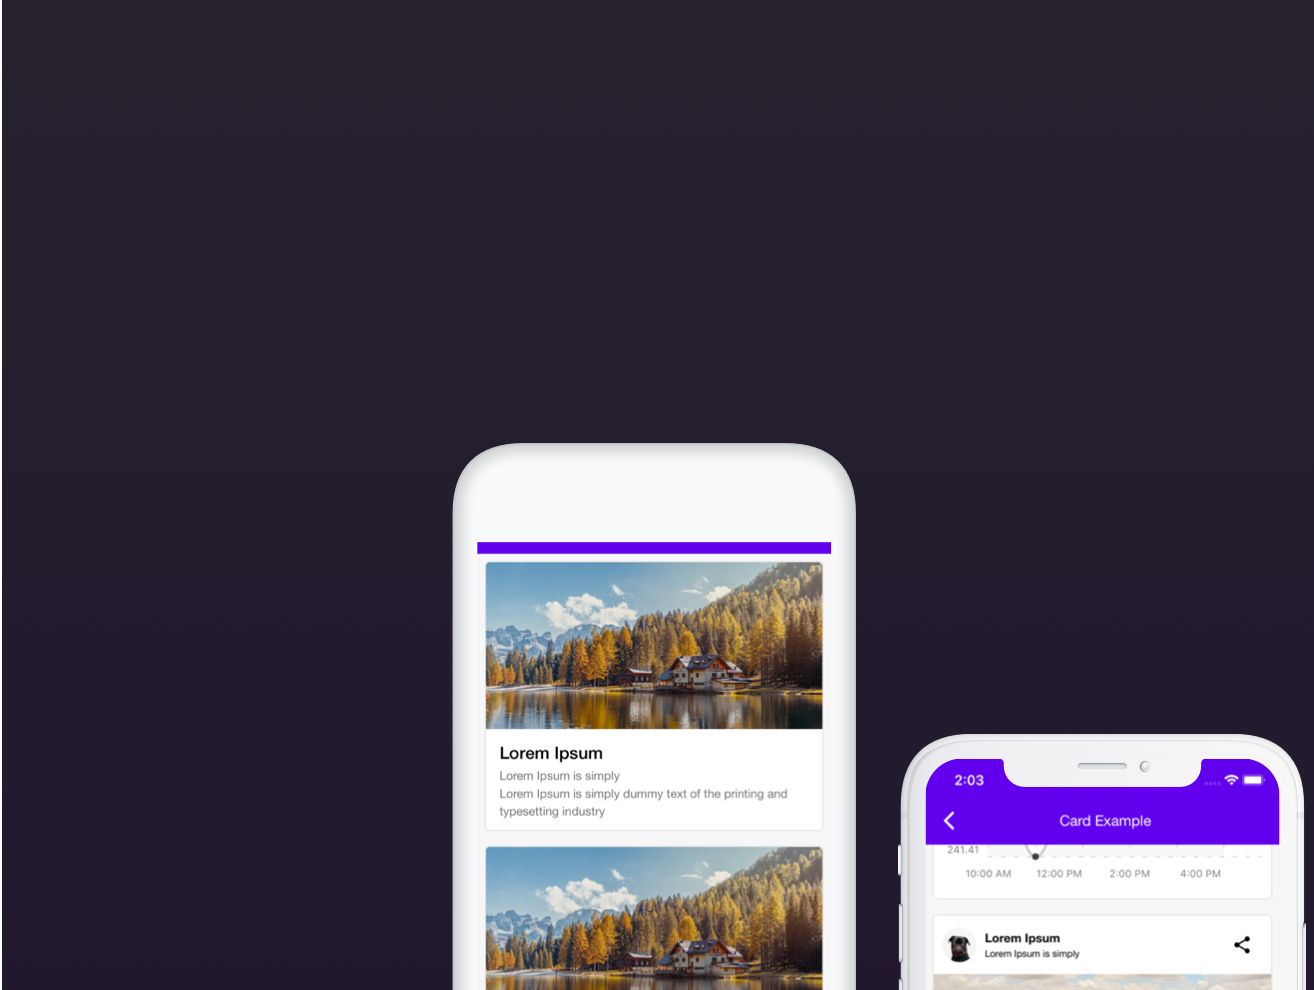 Lorem Ipsum
Lorem Ipsum is simply
Lorem Ipsum is simply dummy text of the printing and
typesetting industry
2:03
Card Example
241.41
10:00 AM 12:00 PM 2:00 PM 4:00 PM
Lorem Ipsum
Lorem Ipsum is simply